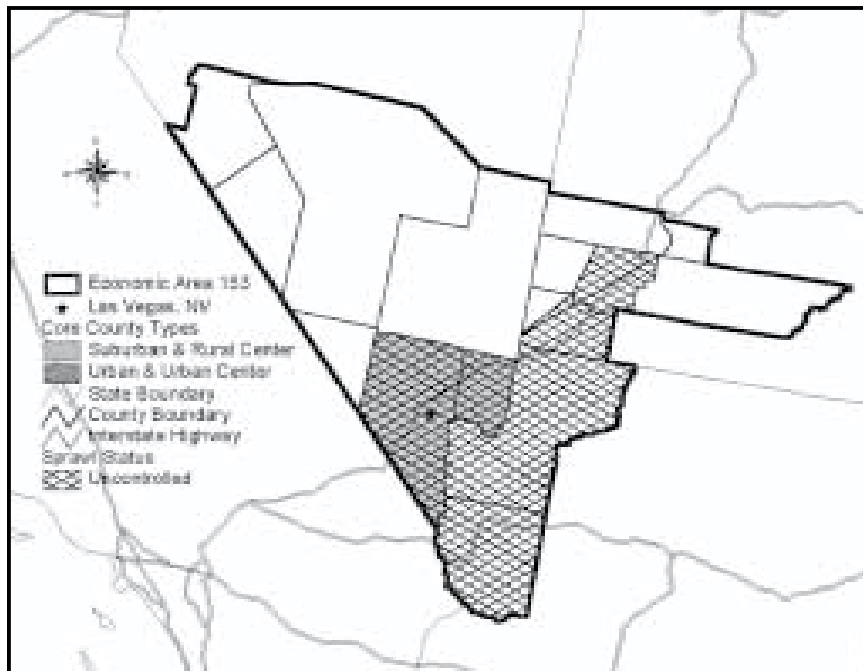 Economic Area 153
Las Vegas, NV
Core County Types
Suburban & Rural Center
Urban & Urban Center
State Boundary
County Boundary
Interstate Highway
Sprawl Status
Uncontrolled